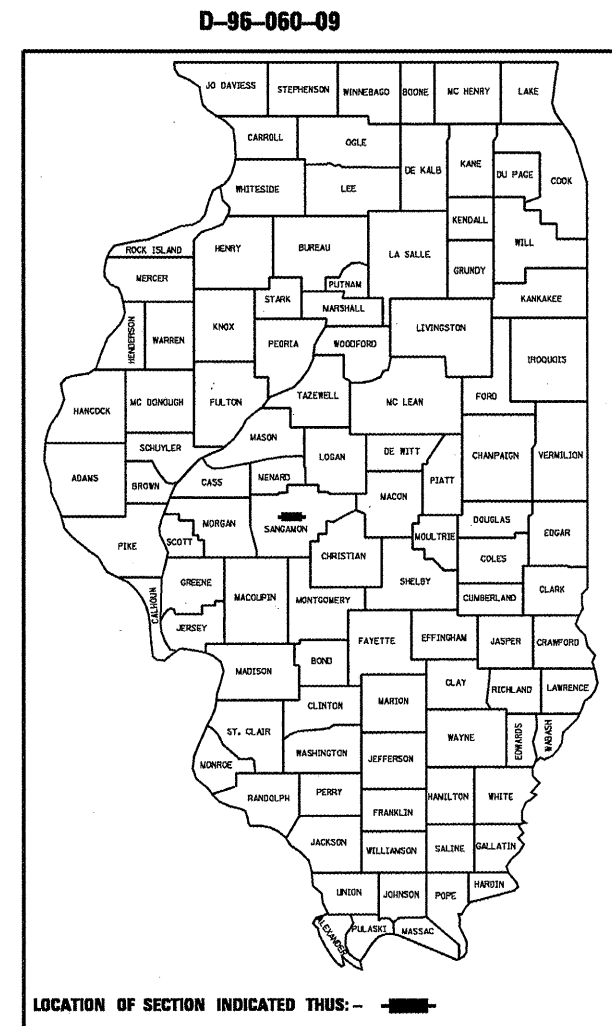 D-96-060-09
JO DAVIESS STEPHENSON WINNEBAGO BOONE MC HENRY LAKE
CARROLL OGLE DE KALB KANE DU PAGE COOK
WHITESIDE LEE
KENDALL WILL
ROCK ISLAND HENRY BUREAU LA SALLE
MERCER PUTNAM GRUNDY
STARK MARSHALL KANKAKEE
HENDERSON WARREN KNOX PEORIA WOODFORD LIVINGSTON IROQUOIS
HANCOCK MC DONOUGH FULTON TAZEWELL MC LEAN FORD
MASON
SCHUYLER LOGAN DE WITT CHAMPAIGN VERMILION
ADAMS BROWN CASS MENARD MACON PIATT
PIKE SCOTT MORGAN SANGAMON DOUGLAS EDGAR
CHRISTIAN MOULTRIE COLES
CALHOUN GREENE MACOUPIN MONTGOMERY SHELBY CUMBERLAND CLARK
JERSEY FAYETTE EFFINGHAM JASPER CRAWFORD
MADISON BOND CLAY RICHLAND LAWRENCE
CLINTON MARION
ST. CLAIR WASHINGTON JEFFERSON WAYNE EDWARDS WABASH
MONROE
RANDOLPH PERRY FRANKLIN HAMILTON WHITE
JACKSON WILLIAMSON SALINE GALLATIN
UNION JOHNSON POPE HARDIN
ALEXANDER PULASKI MASSAC
LOCATION OF SECTION INDICATED THUS:-